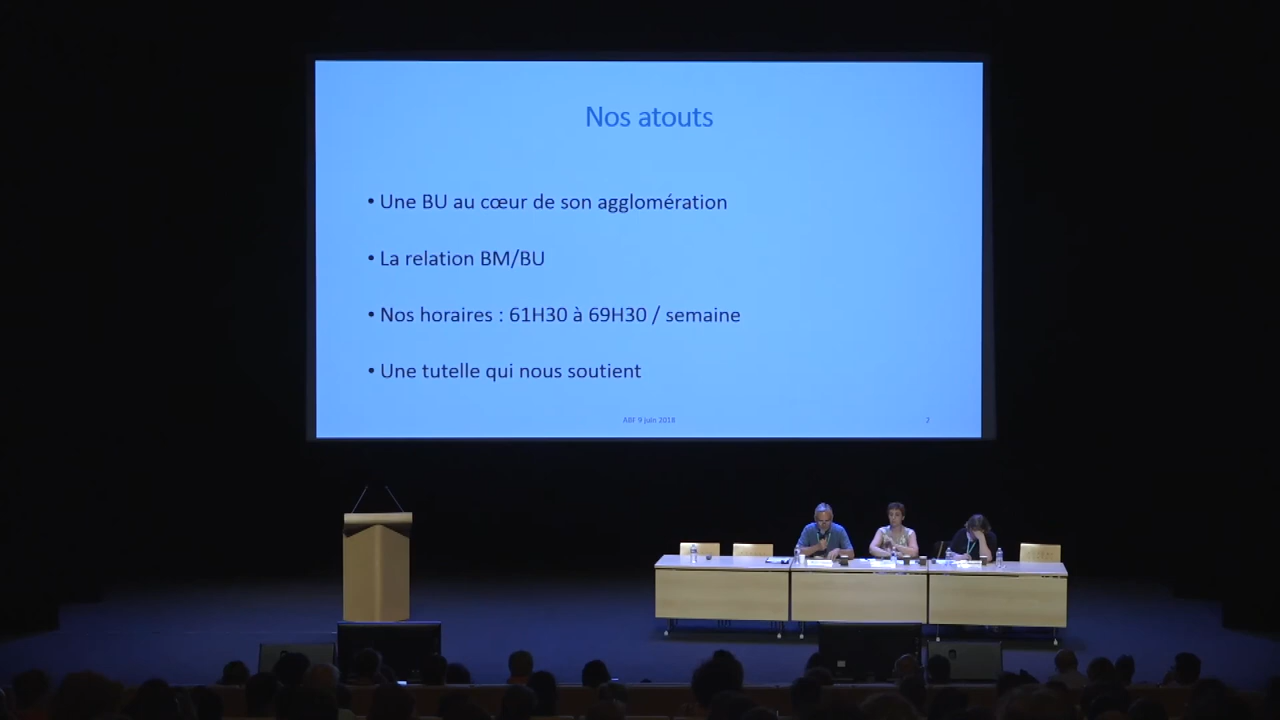 Nos atouts
• Une BU au cœur de son agglomération
• La relation BM/BU
• Nos horaires : 61H30 à 69H30 / semaine
• Une tutelle qui nous soutient
ABF 9 juin 2018
2